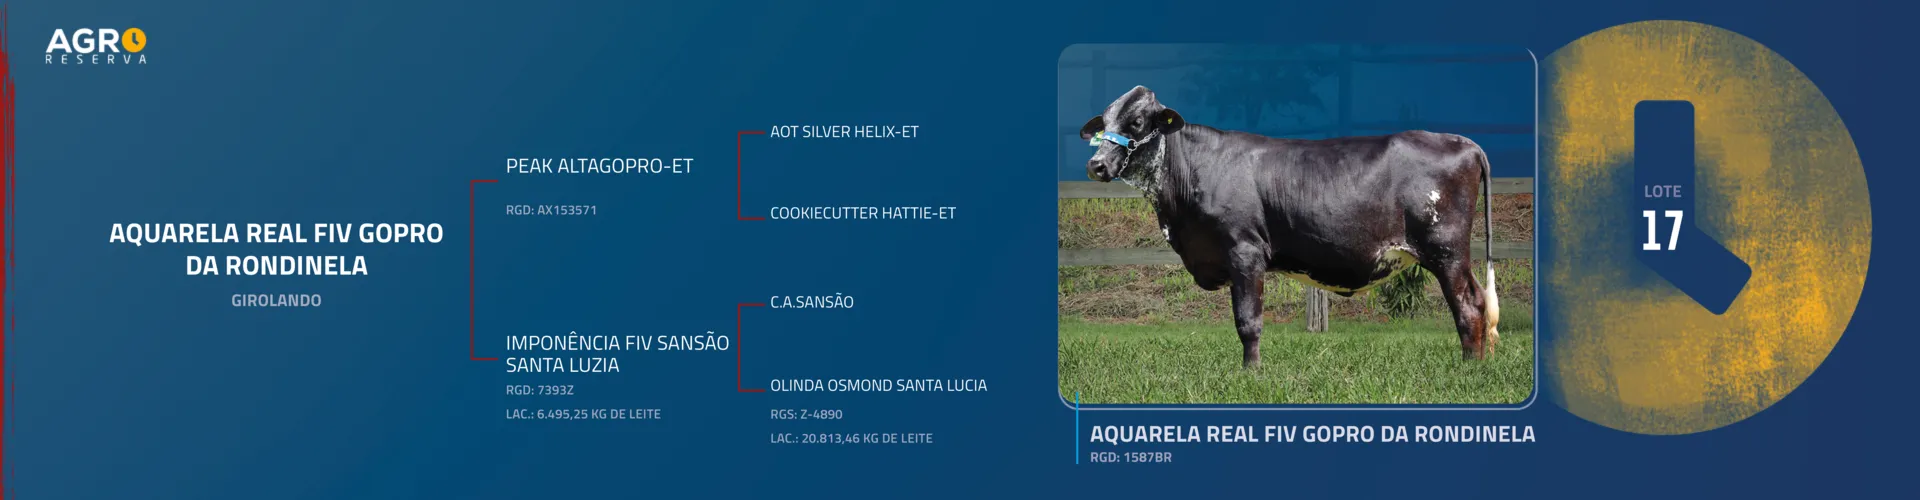 AGRO
RESERVA
AQUARELA REAL FIV GOPRO
DA RONDINELA
GIROLANDO
PEAK ALTAGOPRO-ET
RGD: AX153571
IMPONÊNCIA FIV SANSÃO
SANTA LUZIA
RGD: 7393Z
LAC.: 6.495,25 KG DE LEITE
AOT SILVER HELIX-ET
COOKIECUTTER HATTIE-ET
C.A.SANSÃO
OLINDA OSMOND SANTA LUCIA
RGS: Z-4890
LAC.: 20.813,46 KG DE LEITE
AQUARELA REAL FIV GOPRO DA RONDINELA
RGD: 1587BR
LOTE
17